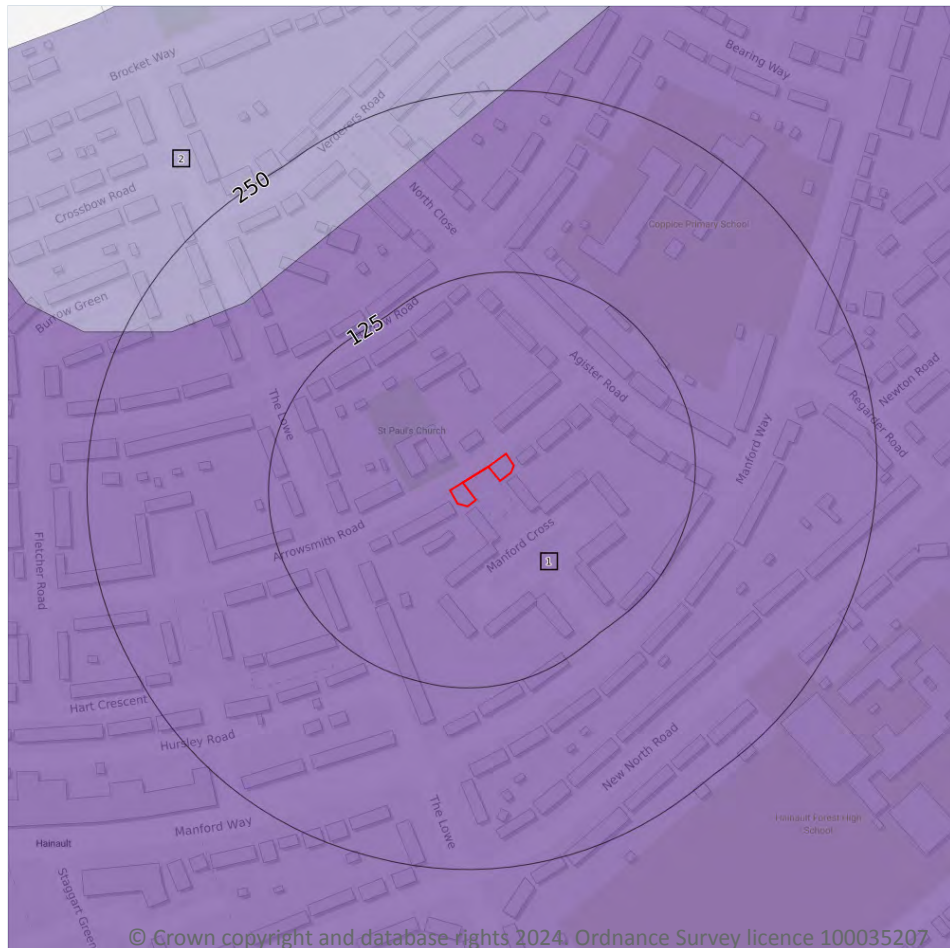 Brocket Way
Bearing Way
Verderers Road
2
250
Crossbow Road
North Close
Coppice Primary School
Burrow Green
125
Road
Agister Road
Newton Road
Regarder Road
The Lowe
St Paul's Church
Manford Way
Arrowsmith Road
Manford Cross
1
Fletcher Road
Hart Crescent
Hursley Road
New North Road
Manford Way
The Lowe
Hainault Forest High
School
Hainault
Staggart Green
© Crown copyright and database rights 2024. Ordnance Survey licence 100035207.